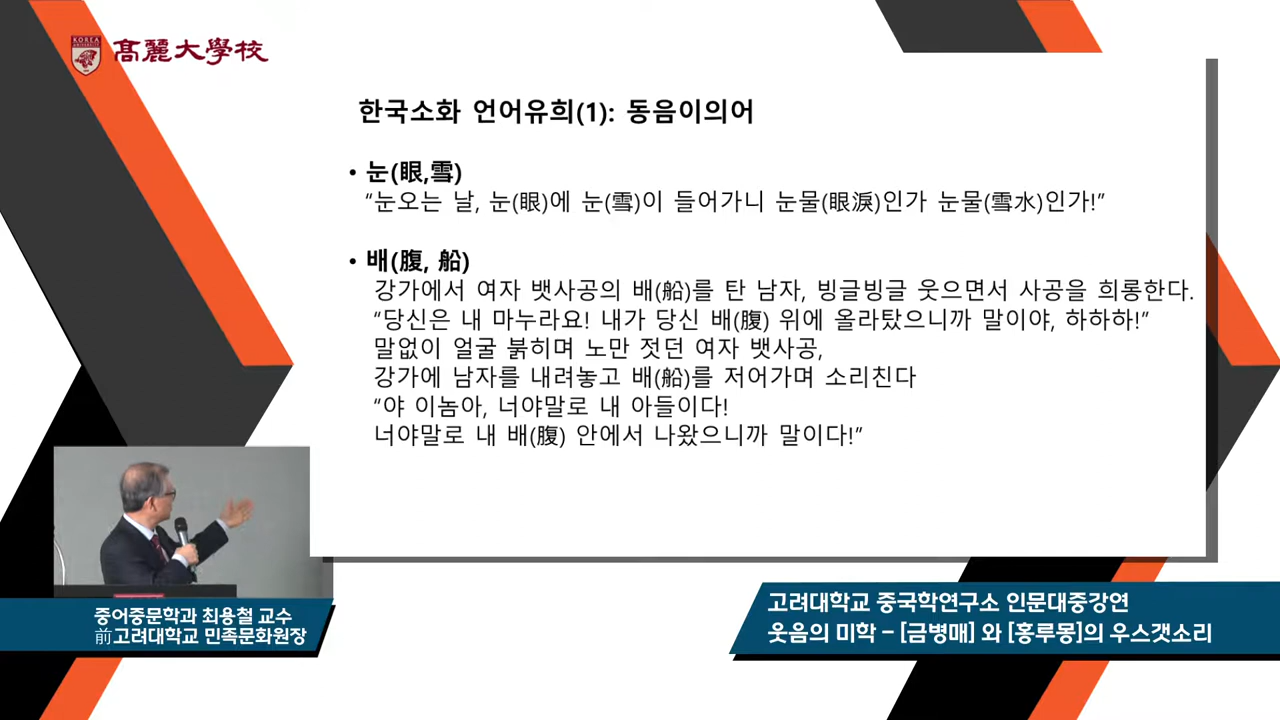 KOREA
UNIVERSITY
高麗大學校
한국소화 언어유희(1): 동음이의어
• 눈(眼,雪)
“눈오는 날, 눈(眼)에 눈(雪)이 들어가니 눈물(眼淚)인가 눈물(雪水)인가!”
• 배(腹, 船)
강가에서 여자 뱃사공의 배(船)를 탄 남자, 빙글빙글 웃으면서 사공을 희롱한다.
“당신은 내 마누라요! 내가 당신 배(腹) 위에 올라탔으니까 말이야, 하하하!”
말없이 얼굴 붉히며 노만 젓던 여자 뱃사공,
강가에 남자를 내려놓고 배(船)를 저어가며 소리친다
“야 이놈아, 너야말로 내 아들이다!
너야말로 내 배(腹) 안에서 나왔으니까 말이다!”
중어중문학과 최용철 교수
前고려대학교 민족문화원장
고려대학교 중국학연구소 인문대중강연
웃음의 미학 – [금병매] 와 [홍루몽]의 우스갯소리